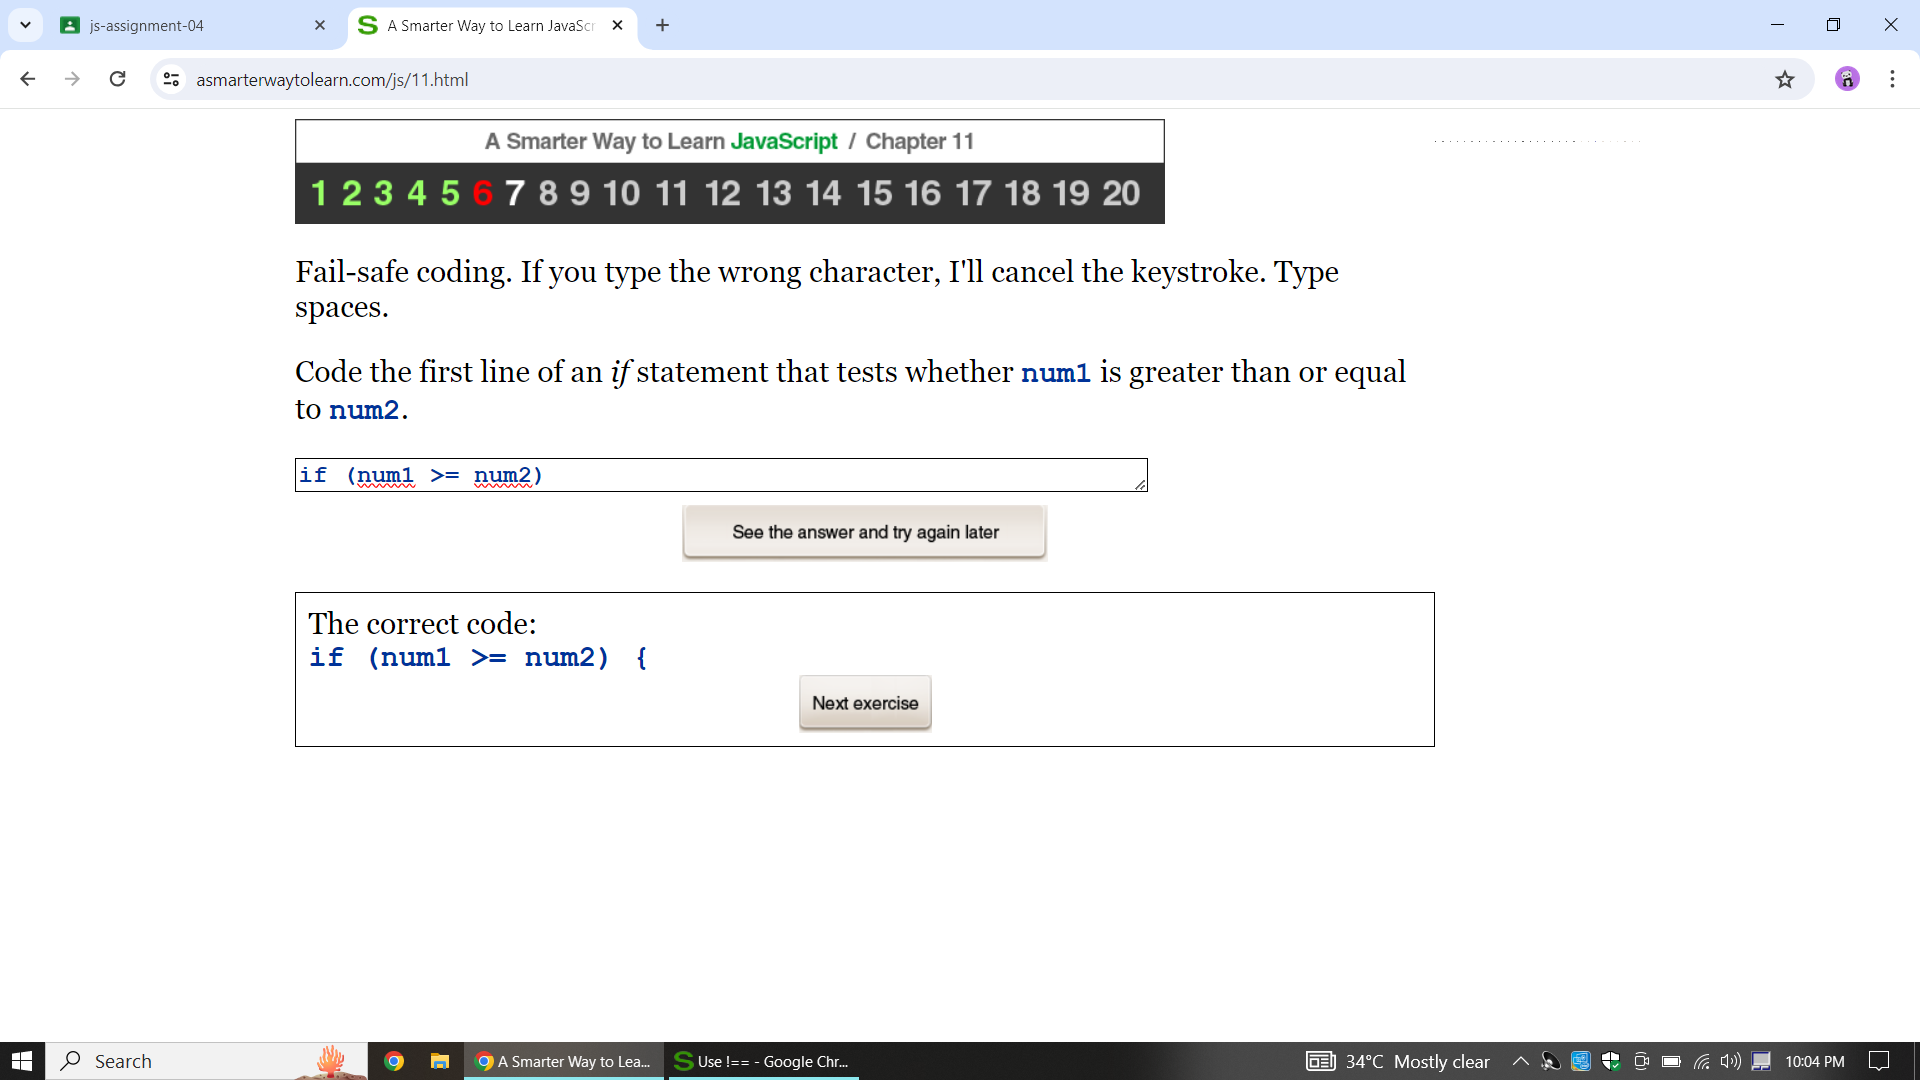 js-assignment-04
A Smarter Way to Learn JavaScr
asmarterwaytolearn.com/js/11.html
A Smarter Way to Learn JavaScript / Chapter 11
1 2 3 4 5 6 7 8 9 10 11 12 13 14 15 16 17 18 19 20
Fail-safe coding. If you type the wrong character, I'll cancel the keystroke. Type
spaces.
Code the first line of an if statement that tests whether num1 is greater than or equal
to num2.
if (num1 >= num2)
See the answer and try again later
The correct code:
if (num1 >= num2) {
Next exercise
Search
A Smarter Way to Lea...
Use !== - Google Chr...
34°C Mostly clear
10:04 PM